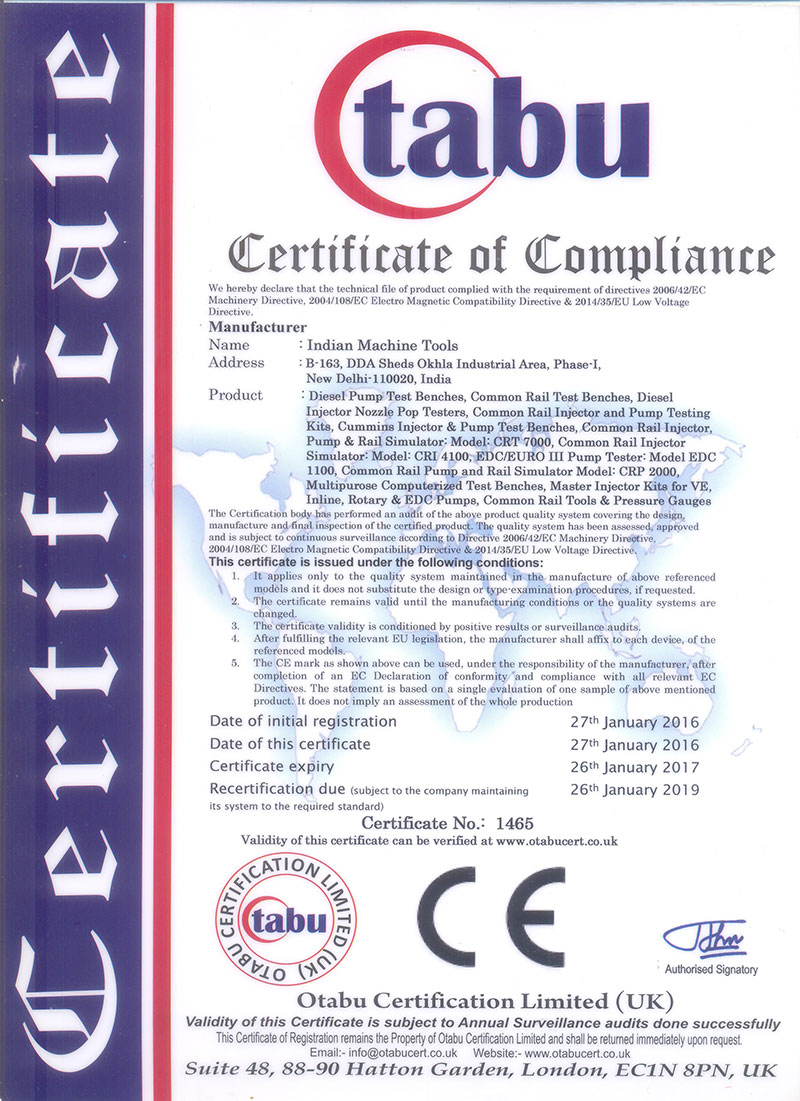 Certificate
Otabu
Certificate of Compliance
We hereby declare that the technical file of product complied with the requirement of directives 2006/42/EC
Machinery Directive, 2004/108/EC Electro Magnetic Compatibility Directive & 2014/35/EU Low Voltage
Directive.
Manufacturer
Name : Indian Machine Tools
Address : B-163, DDA Sheds Okhla Industrial Area, Phase-I,
New Delhi-110020, India
Product : Diesel Pump Test Benches, Common Rail Test Benches, Diesel
Injector Nozzle Pop Testers, Common Rail Injector and Pump Testing
Kits, Cummins Injector & Pump Test Benches, Common Rail Injector,
Pump & Rail Simulator: Model: CRT 7000, Common Rail Injector
Simulator: Model: CRI 4100, EDC/EURO III Pump Tester: Model EDC
1100, Common Rail Pump and Rail Simulator Model: CRP 2000,
Multipurose Computerized Test Benches, Master Injector Kits for VE,
Inline, Rotary & EDC Pumps, Common Rail Tools & Pressure Gauges
The Certification body has performed an audit of the above product quality system covering the design,
manufacture and final inspection of the certified product. The quality system has been assessed, approved
and is subject to continuous surveillance according to Directive 2006/42/EC Machinery Directive,
2004/108/EC Electro Magnetic Compatibility Directive & 2014/35/EU Low Voltage Directive.
This certificate is issued under the following conditions:
1. It applies only to the quality system maintained in the manufacture of above referenced
models and it does not substitute the design or type-examination procedures, if requested.
2. The certificate remains valid until the manufacturing conditions or the quality systems are
changed.
3. The certificate validity is conditioned by positive results or surveillance audits.
4. After fulfilling the relevant EU legislation, the manufacturer shall affix to each device, of the
referenced models.
5. The CE mark as shown above can be used, under the responsibility of the manufacturer, after
completion of an EC Declaration of conformity and compliance with all relevant EC
Directives. The statement is based on a single evaluation of one sample of above mentioned
product. It does not imply an assessment of the whole production
Date of initial registration 27th January 2016
Date of this certificate 27th January 2016
Certificate expiry 26th January 2017
Recertification due (subject to the company maintaining 26th January 2019
its system to the required standard)
Certificate No.: 1465
Validity of this certificate can be verified at www.otabucert.co.uk
OTABU CERTIFICATION LIMITED (UK)
Otabu
CE
Authorised Signatory
Otabu Certification Limited (UK)
Validity of this Certificate is subject to Annual Surveillance audits done successfully
This Certificate of Registration remains the Property of Otabu Certification Limited and shall be returned immediately upon request.
Email:- info@otabucert.co.uk Website:- www.otabucert.co.uk
Suite 48, 88-90 Hatton Garden, London, EC1N 8PN, UK